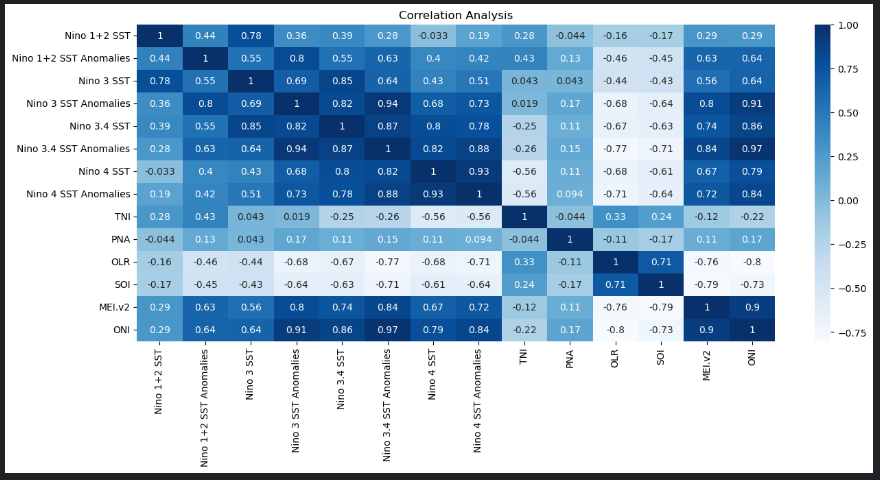 Correlation Analysis
Nino 1+2 SST 1 0.44 0.78 0.36 0.39 0.28 -0.033 0.19 0.28 -0.044 -0.16 -0.17 0.29 0.29
Nino 1+2 SST Anomalies 0.44 1 0.55 0.8 0.55 0.63 0.4 0.42 0.43 0.13 -0.46 -0.45 0.63 0.64
Nino 3 SST 0.78 0.55 1 0.69 0.85 0.64 0.43 0.51 0.043 0.043 -0.44 -0.43 0.56 0.64
Nino 3 SST Anomalies 0.36 0.8 0.69 1 0.82 0.94 0.68 0.73 0.019 0.17 -0.68 -0.64 0.8 0.91
Nino 3.4 SST 0.39 0.55 0.85 0.82 1 0.87 0.8 0.78 -0.25 0.11 -0.67 -0.63 0.74 0.86
Nino 3.4 SST Anomalies 0.28 0.63 0.64 0.94 0.87 1 0.82 0.88 -0.26 0.15 -0.77 -0.71 0.84 0.97
Nino 4 SST -0.033 0.4 0.43 0.68 0.8 0.82 1 0.93 -0.56 0.11 -0.68 -0.61 0.67 0.79
Nino 4 SST Anomalies 0.19 0.42 0.51 0.73 0.78 0.88 0.93 1 -0.56 0.094 -0.71 -0.64 0.72 0.84
TNI 0.28 0.43 0.043 0.019 -0.25 -0.26 -0.56 -0.56 1 -0.044 0.33 0.24 -0.12 -0.22
PNA -0.044 0.13 0.043 0.17 0.11 0.15 0.11 0.094 -0.044 1 -0.11 -0.17 0.11 0.17
OLR -0.16 -0.46 -0.44 -0.68 -0.67 -0.77 -0.68 -0.71 0.33 -0.11 1 0.71 -0.76 -0.8
SOI -0.17 -0.45 -0.43 -0.64 -0.63 -0.71 -0.61 -0.64 0.24 -0.17 0.71 1 -0.79 -0.73
MEI.v2 0.29 0.63 0.56 0.8 0.74 0.84 0.67 0.72 -0.12 0.11 -0.76 -0.79 1 0.9
ONI 0.29 0.64 0.64 0.91 0.86 0.97 0.79 0.84 -0.22 0.17 -0.8 -0.73 0.9 1
Nino 1+2 SST
Nino 1+2 SST Anomalies
Nino 3 SST
Nino 3 SST Anomalies
Nino 3.4 SST
Nino 3.4 SST Anomalies
Nino 4 SST
Nino 4 SST Anomalies
TNI
PNA
OLR
SOI
MEI.v2
ONI
1.00
0.75
0.50
0.25
0.00
-0.25
-0.50
-0.75